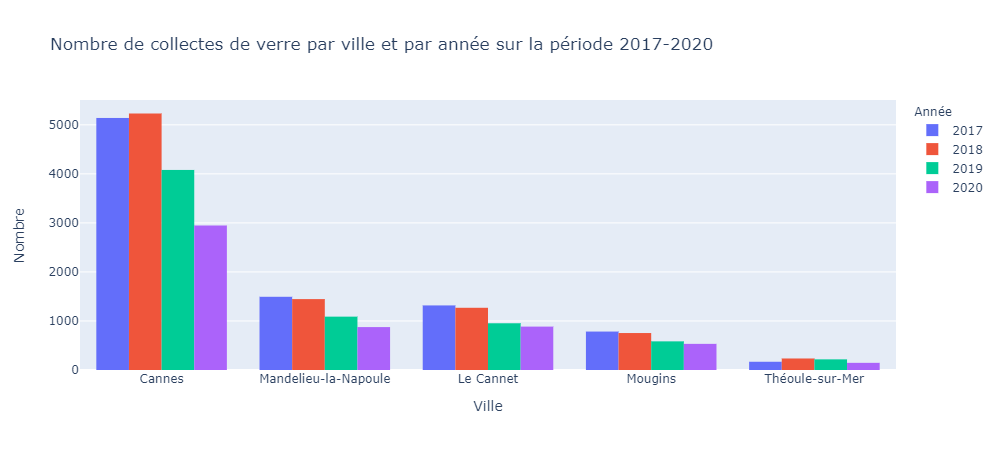 Nombre de collectes de verre par ville et par année sur la période 2017-2020
Année
2017
2018
2019
2020
Nombre
5000
4000
3000
2000
1000
0
Cannes
Mandelieu-la-Napoule
Le Cannet
Mougins
Théoule-sur-Mer
Ville